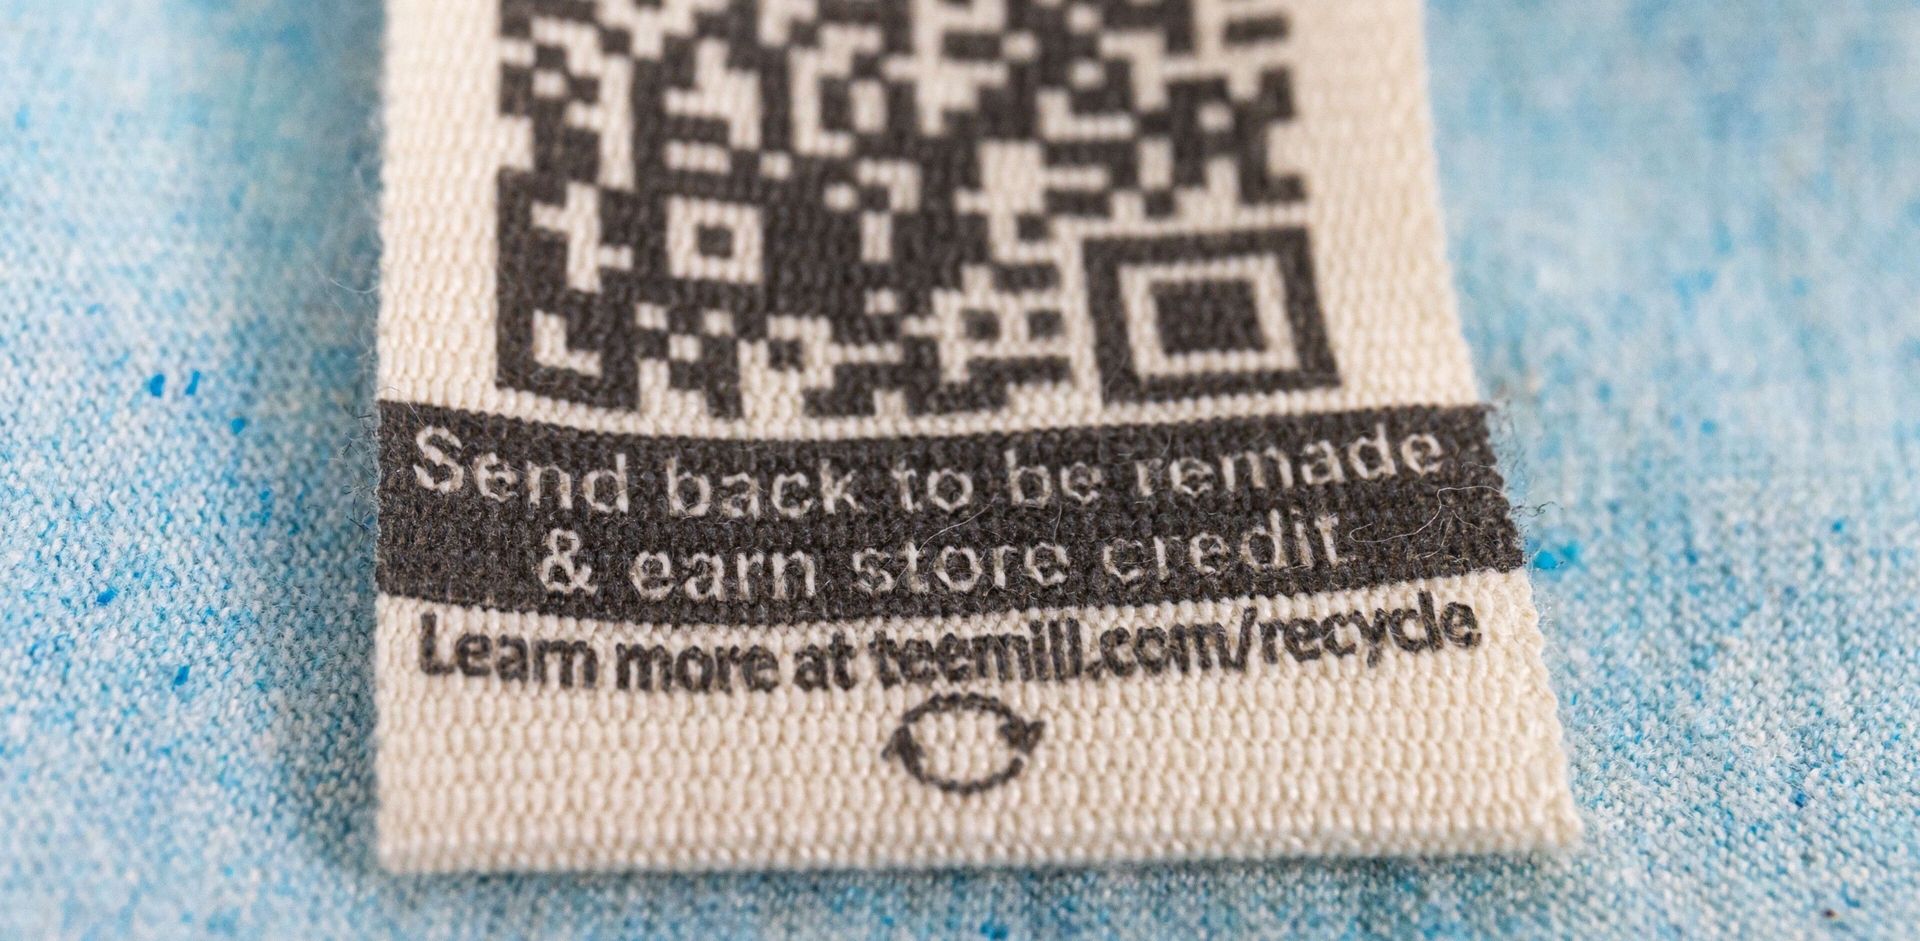 Send back to be remade
& earn store credit
Learn more at teemill.com/recycle